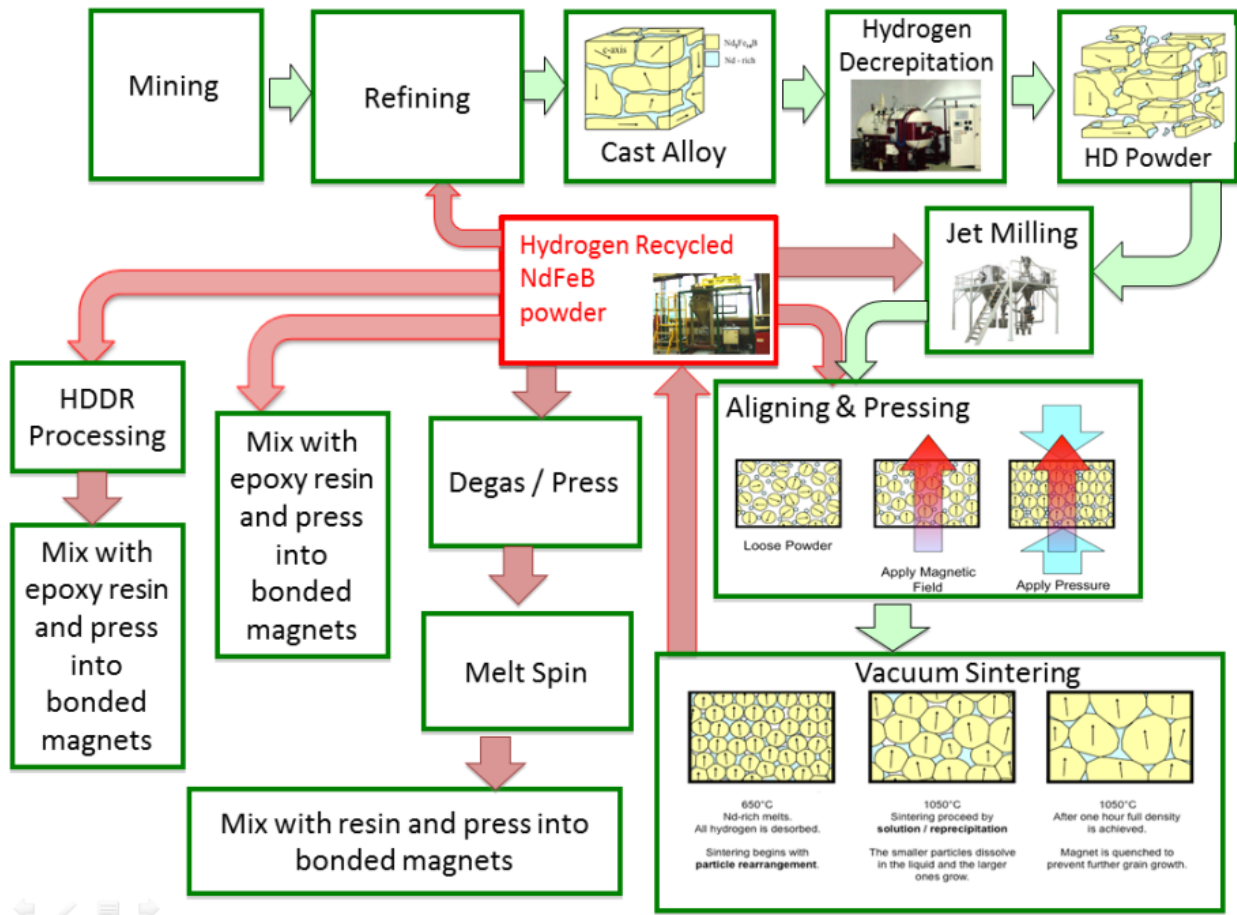 Mining
Refining
c-axis
Nd₂Fe₁₄B
Nd - rich
Cast Alloy
Hydrogen
Decrepitation
HD Powder
Jet Milling
Hydrogen Recycled
NdFeB
powder
HDDR
Processing
Mix with
epoxy resin
and press
into
bonded
magnets
Mix with
epoxy resin
and press
into
bonded
magnets
Degas / Press
Melt Spin
Mix with resin and press into
bonded magnets
Aligning & Pressing
Loose Powder
Apply Magnetic
Field
Apply Pressure
Vacuum Sintering
650°C
Nd-rich melts.
All hydrogen is desorbed.
Sintering begins with
particle rearrangement.
1050°C
Sintering proceed by
solution / reprecipitation
The smaller particles dissolve
in the liquid and the larger
ones grow.
1050°C
After one hour full density
is achieved.
Magnet is quenched to
prevent further grain growth.